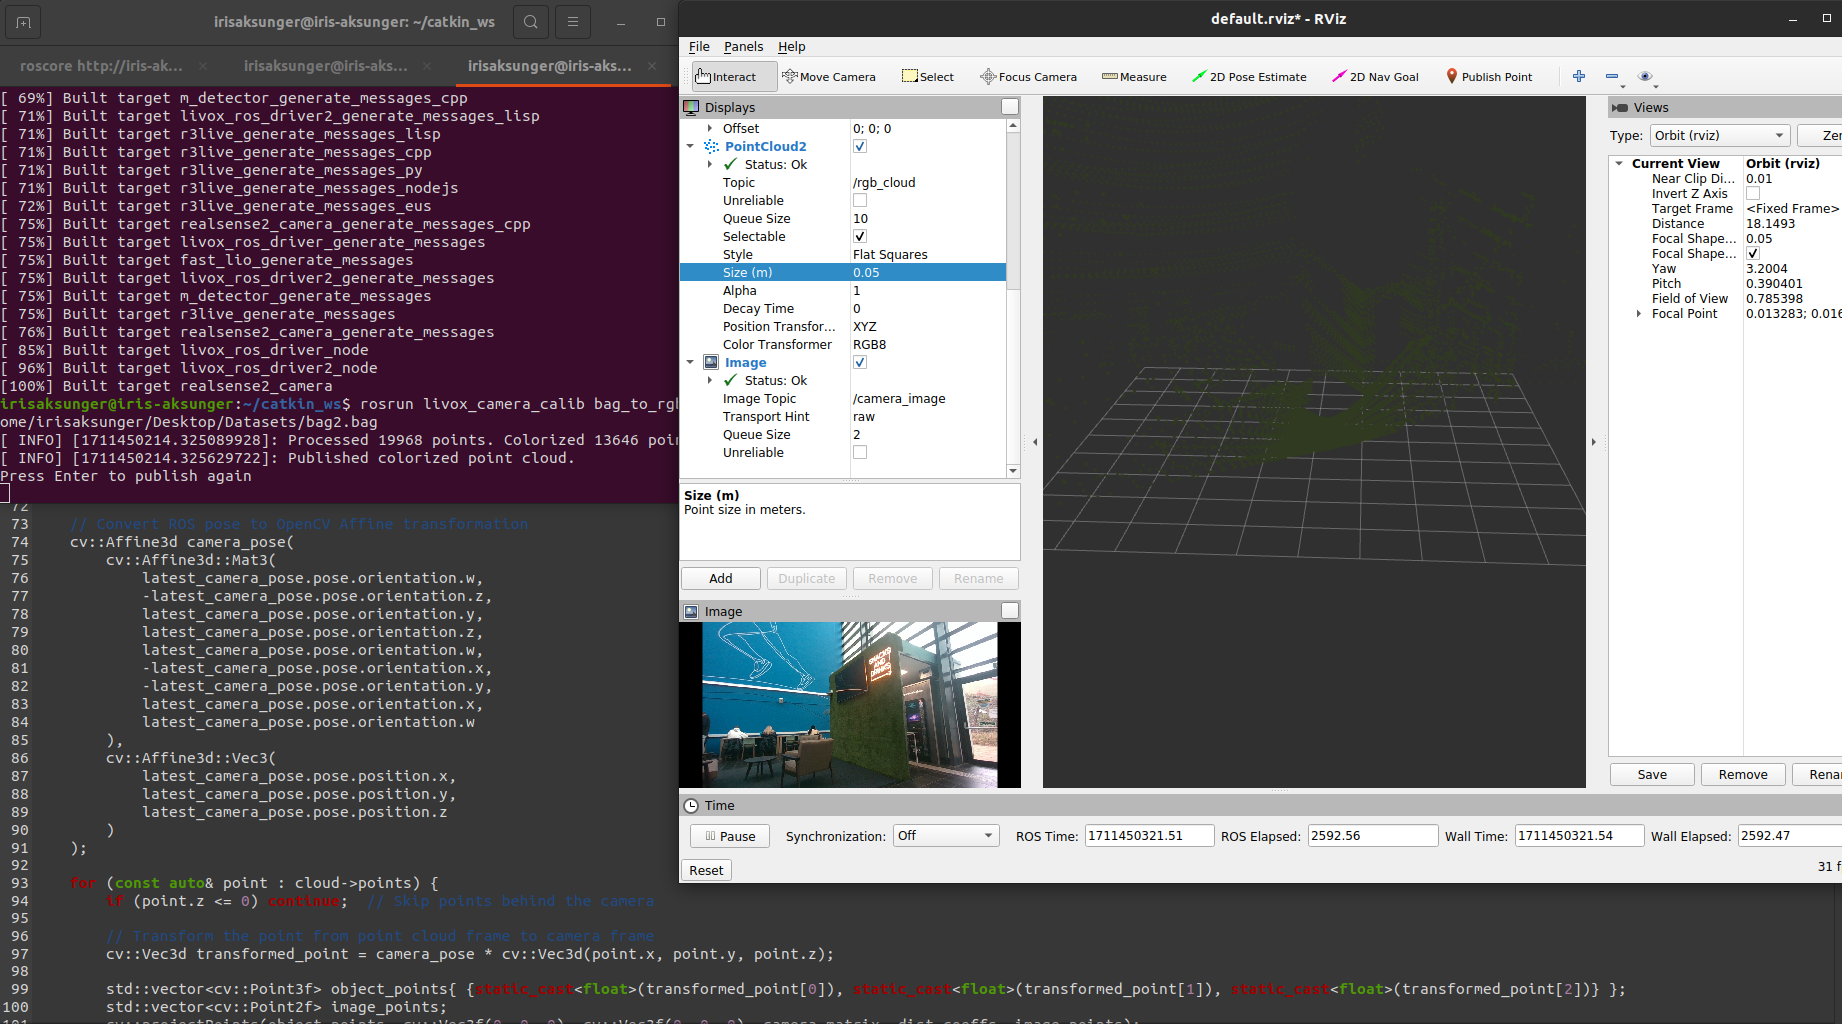 irisaksunger@iris-aksunger: ~/catkin_ws
roscore http://iris-ak...
irisaksunger@iris-aks...
irisaksunger@iris-aks...
[ 69%] Built target m_detector_generate_messages_cpp
[ 71%] Built target livox_ros_driver2_generate_messages_lisp
[ 71%] Built target r3live_generate_messages_lisp
[ 71%] Built target r3live_generate_messages_cpp
[ 71%] Built target r3live_generate_messages_py
[ 71%] Built target r3live_generate_messages_nodejs
[ 72%] Built target r3live_generate_messages_eus
[ 75%] Built target realsense2_camera_generate_messages_cpp
[ 75%] Built target livox_ros_driver_generate_messages
[ 75%] Built target fast_lio_generate_messages
[ 75%] Built target livox_ros_driver2_generate_messages
[ 75%] Built target m_detector_generate_messages
[ 75%] Built target r3live_generate_messages
[ 76%] Built target realsense2_camera_generate_messages
[ 85%] Built target livox_ros_driver_node
[ 96%] Built target livox_ros_driver2_node
[100%] Built target realsense2_camera
irisaksunger@iris-aksunger:~/catkin_ws$ rosrun livox_camera_calib bag_to_rg
ome/irisaksunger/Desktop/Datasets/bag2.bag
[ INFO] [1711450214.325089928]: Processed 19968 points. Colorized 13646 poi
[ INFO] [1711450214.325629722]: Published colorized point cloud.
Press Enter to publish again
72
73 // Convert ROS pose to OpenCV Affine transformation
74 cv::Affine3d camera_pose(
75 cv::Affine3d::Mat3(
76 latest_camera_pose.pose.orientation.w,
77 -latest_camera_pose.pose.orientation.z,
78 latest_camera_pose.pose.orientation.y,
79 latest_camera_pose.pose.orientation.z,
80 latest_camera_pose.pose.orientation.w,
81 -latest_camera_pose.pose.orientation.x,
82 -latest_camera_pose.pose.orientation.y,
83 latest_camera_pose.pose.orientation.x,
84 latest_camera_pose.pose.orientation.w
85 ),
86 cv::Affine3d::Vec3(
87 latest_camera_pose.pose.position.x,
88 latest_camera_pose.pose.position.y,
89 latest_camera_pose.pose.position.z
90 )
91 );
92
93 for (const auto& point : cloud->points) {
94 if (point.z <= 0) continue; // Skip points behind the camera
95
96 // Transform the point from point cloud frame to camera frame
97 cv::Vec3d transformed_point = camera_pose * cv::Vec3d(point.x, point.y, point.z);
98
99 std::vector<cv::Point3f> object_points{ {static_cast<float>(transformed_point[0]), static_cast<float>(transformed_point[1]), static_cast<float>(transformed_point[2])} };
100 std::vector<cv::Point2f> image_points;
default.rviz* - RViz
File Panels Help
Interact Move Camera Select Focus Camera Measure 2D Pose Estimate 2D Nav Goal Publish Point
Displays
Offset 0; 0; 0
PointCloud2
Status: Ok
Topic /rgb_cloud
Unreliable
Queue Size 10
Selectable
Style Flat Squares
Size (m) 0.05
Alpha 1
Decay Time 0
Position Transfor... XYZ
Color Transformer RGB8
Image
Status: Ok
Image Topic /camera_image
Transport Hint raw
Queue Size 2
Unreliable
Size (m)
Point size in meters.
Add Duplicate Remove Rename
Image
SNACKS
AND
DRINKS
Views
Type: Orbit (rviz) Zer
Current View Orbit (rviz)
Near Clip Di... 0.01
Invert Z Axis
Target Frame <Fixed Frame>
Distance 18.1493
Focal Shape... 0.05
Focal Shape...
Yaw 3.2004
Pitch 0.390401
Field of View 0.785398
Focal Point 0.013283; 0.016
Save Remove Renar
Time
Pause Synchronization: Off ROS Time: 1711450321.51 ROS Elapsed: 2592.56 Wall Time: 1711450321.54 Wall Elapsed: 2592.47
Reset
31 f